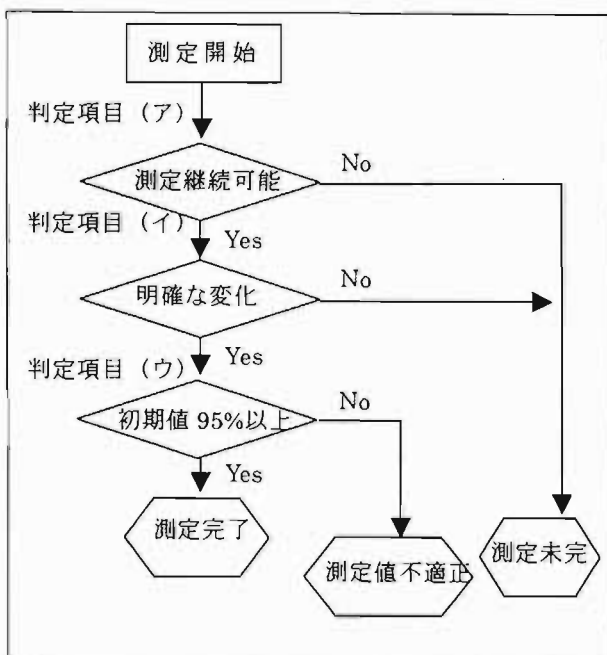 測定開始
判定項目（ア）
測定継続可能
No
判定項目（イ）
Yes
明確な変化
No
Yes
判定項目（ウ）
初期値 95%以上
No
Yes
測定完了
測定値不適正
測定未完